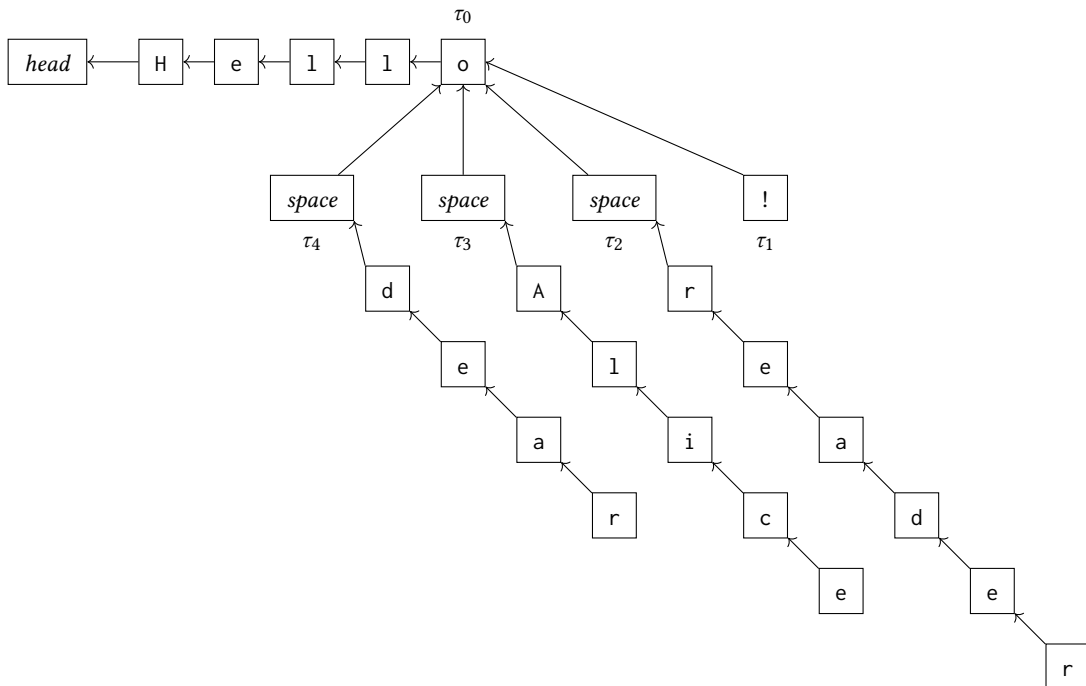 τ0
head H e l l o
space space space !
τ4 τ3 τ2 τ1
d A r
e l e
a i a
r c d
e e
r